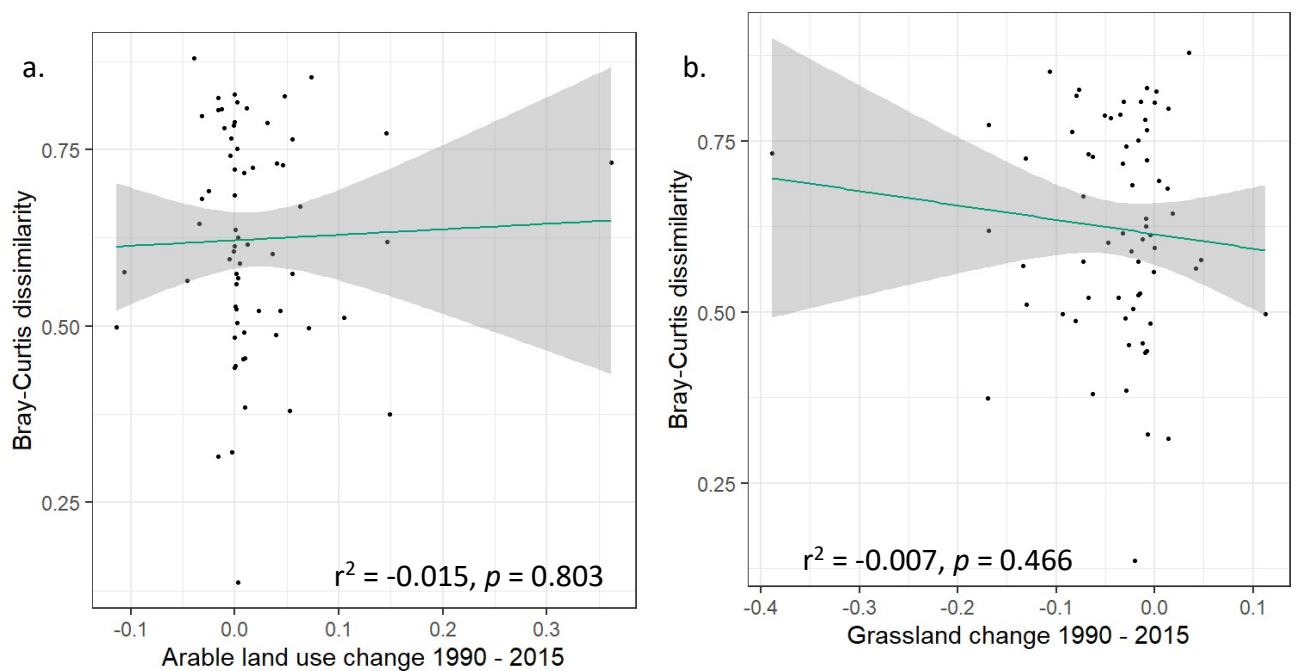 a.
Bray-Curtis dissimilarity
0.75
0.50
0.25
r² = -0.015, p = 0.803
-0.1 0.0 0.1 0.2 0.3
Arable land use change 1990 - 2015
b.
Bray-Curtis dissimilarity
0.75
0.50
0.25
r² = -0.007, p = 0.466
-0.4 -0.3 -0.2 -0.1 0.0 0.1
Grassland change 1990 - 2015